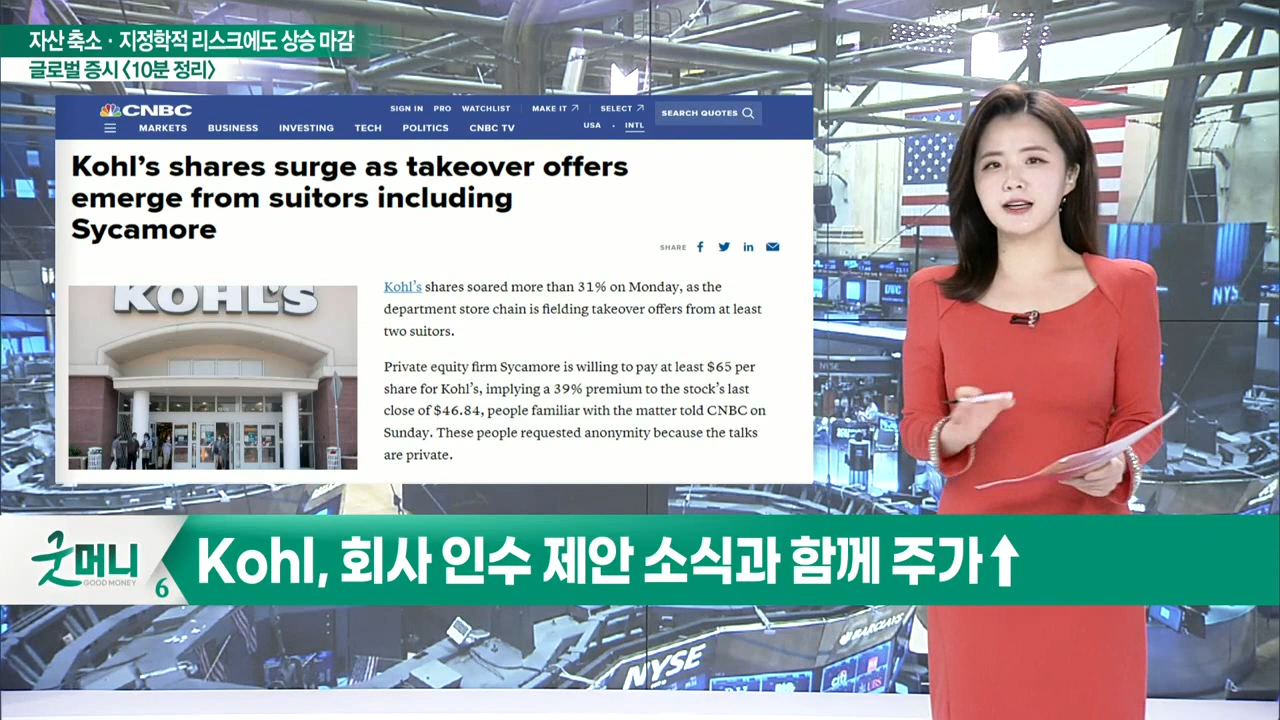 자산 축소 · 지정학적 리스크에도 상승 마감
글로벌 증시 <10분 정리>
CNBC
SIGN IN PRO WATCHLIST MAKE IT SELECT SEARCH QUOTES
MARKETS BUSINESS INVESTING TECH POLITICS CNBC TV USA · INTL
Kohl’s shares surge as takeover offers
emerge from suitors including
Sycamore
SHARE
KOHL'S
Kohl’s shares soared more than 31% on Monday, as the
department store chain is fielding takeover offers from at least
two suitors.
Private equity firm Sycamore is willing to pay at least $65 per
share for Kohl’s, implying a 39% premium to the stock’s last
close of $46.84, people familiar with the matter told CNBC on
Sunday. These people requested anonymity because the talks
are private.
NYS
NYSE
굿머니
GOOD MONEY
6
Kohl, 회사 인수 제안 소식과 함께 주가↑
BARCLAYS
NYSE
citi
UBS